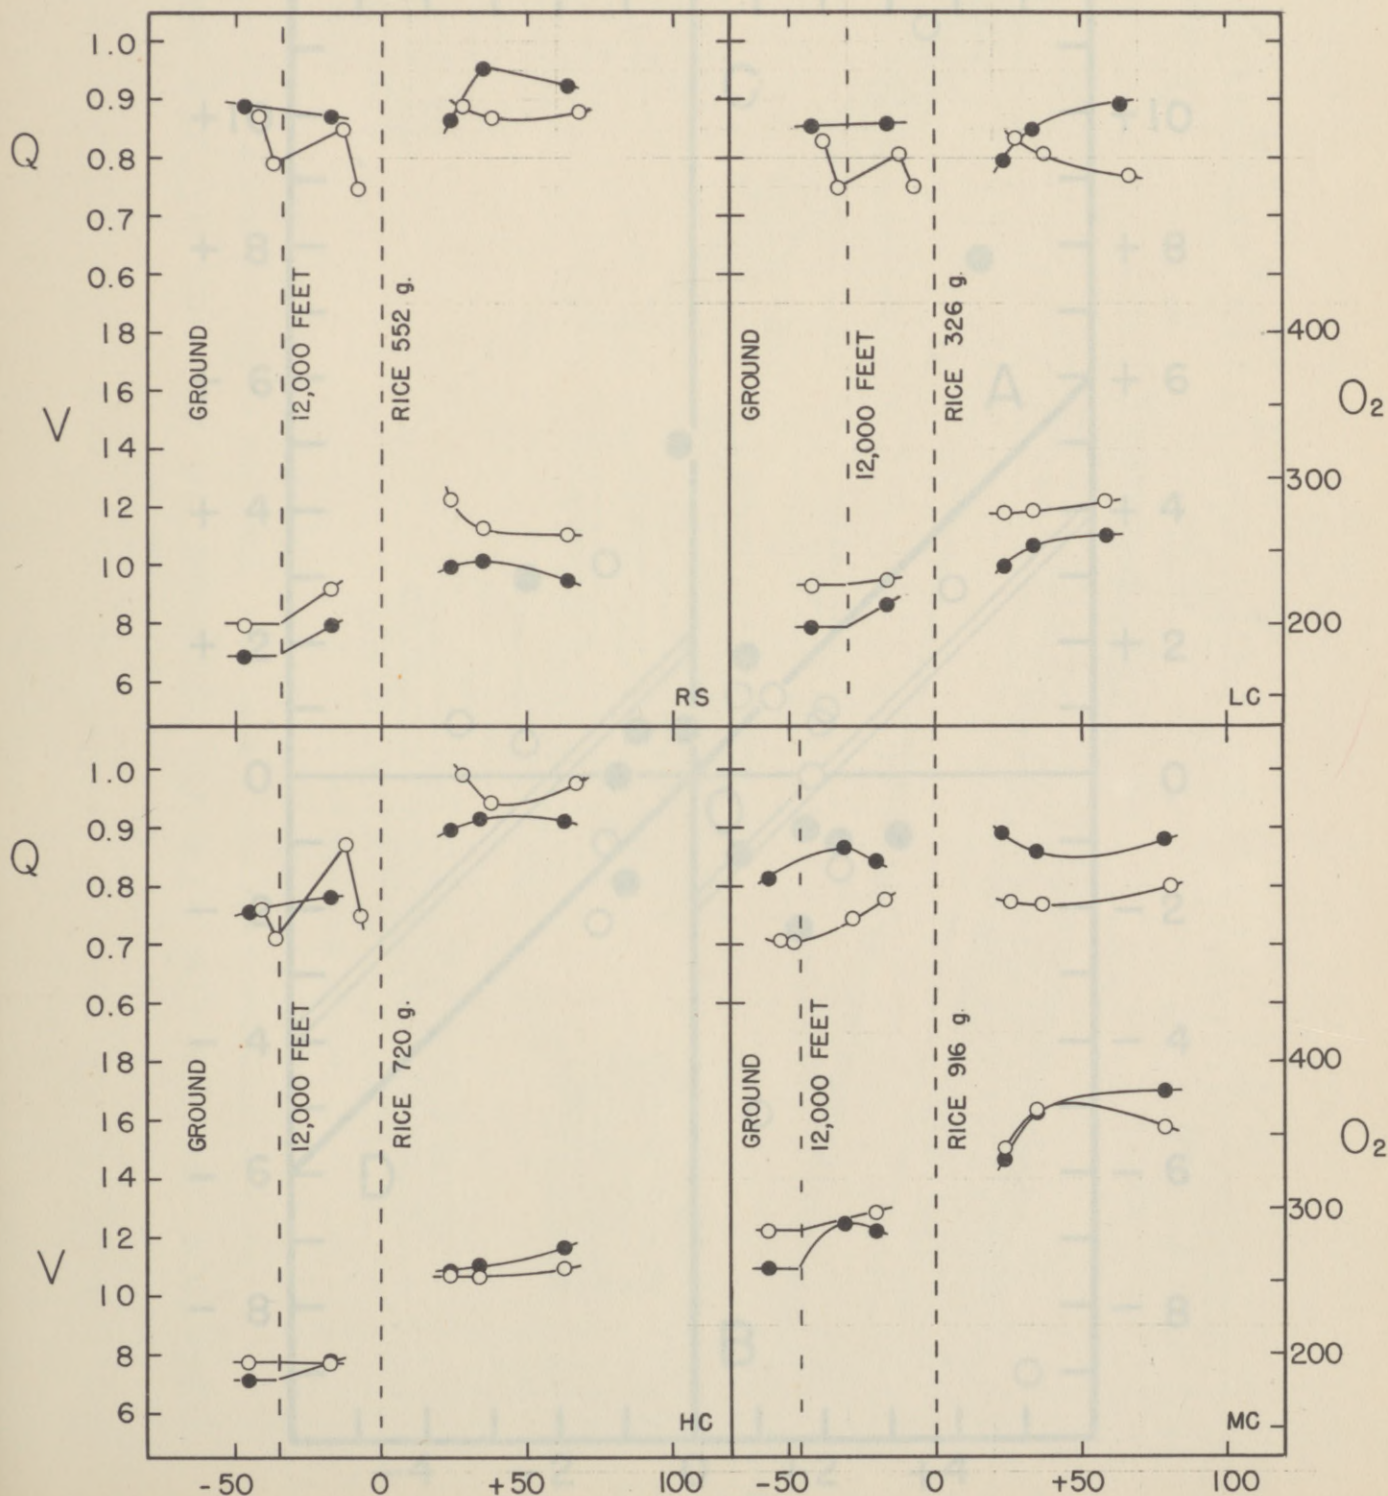 Q
1.0
0.9
0.8
0.7
0.6
V
18
16
14
12
10
8
6
GROUND
12,000 FEET
RICE 552 g.
RS
GROUND
12,000 FEET
RICE 326 g.
LC
400
300
200
O₂
Q
1.0
0.9
0.8
0.7
0.6
V
18
16
14
12
10
8
6
GROUND
12,000 FEET
RICE 720 g.
HC
GROUND
12,000 FEET
RICE 916 g.
MC
400
300
200
O₂
-50 0 +50 100 -50 0 +50 100